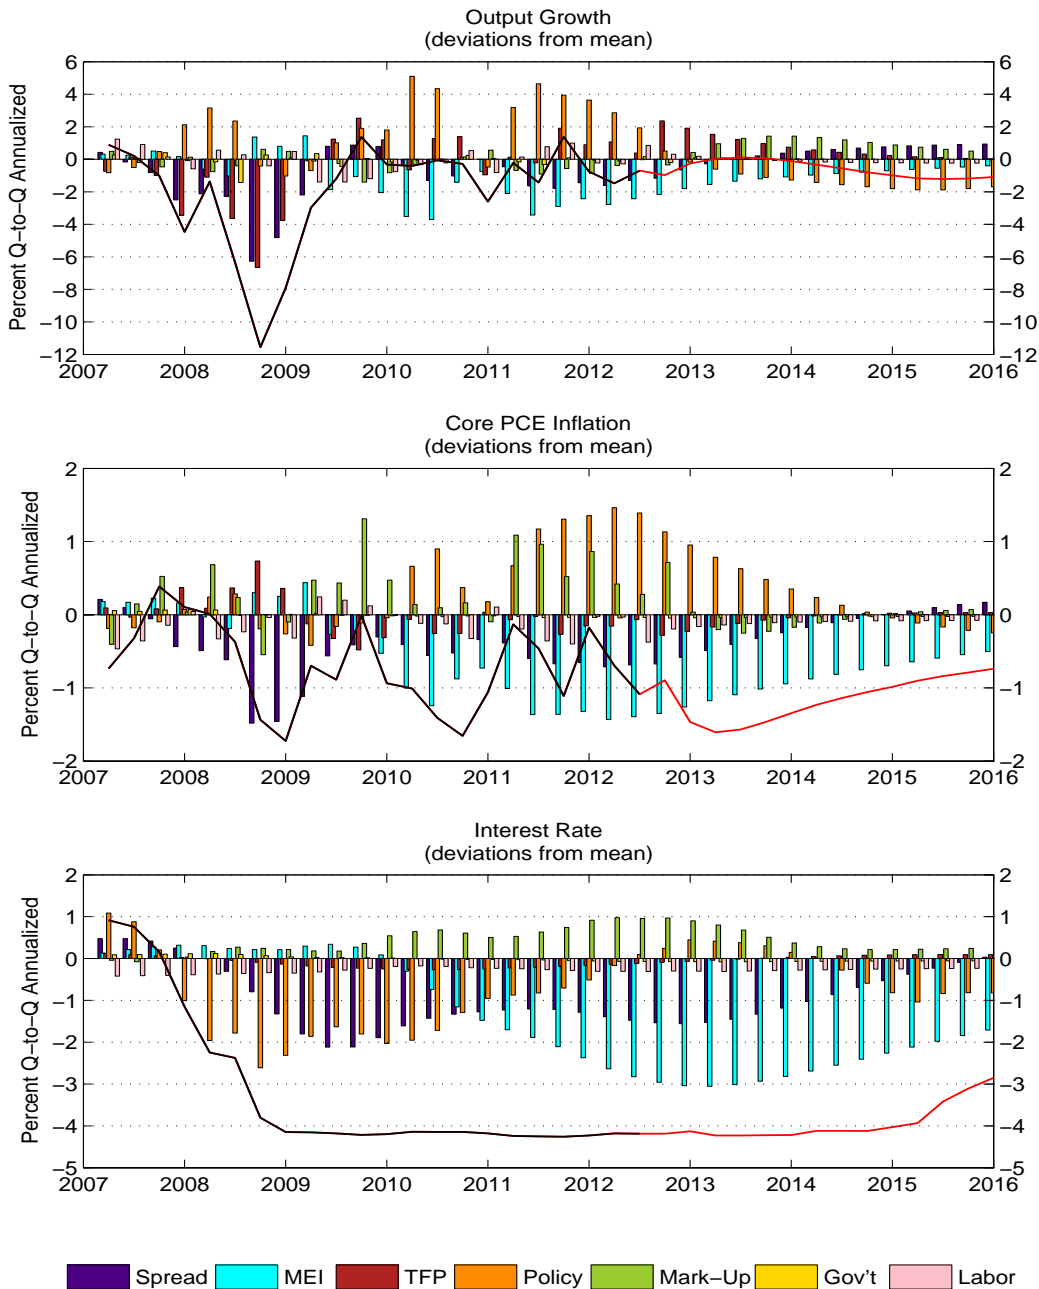 Output Growth
(deviations from mean)
Percent Q-to-Q Annualized
6 6
4 4
2 2
0 0
−2 −2
−4 −4
−6 −6
−8 −8
−10 −10
−12 −12
2007 2008 2009 2010 2011 2012 2013 2014 2015 2016
Core PCE Inflation
(deviations from mean)
Percent Q-to-Q Annualized
2 2
1 1
0 0
−1 −1
−2 −2
2007 2008 2009 2010 2011 2012 2013 2014 2015 2016
Interest Rate
(deviations from mean)
Percent Q-to-Q Annualized
2 2
1 1
0 0
−1 −1
−2 −2
−3 −3
−4 −4
−5 −5
2007 2008 2009 2010 2011 2012 2013 2014 2015 2016
Spread MEI TFP Policy Mark−Up Gov't Labor